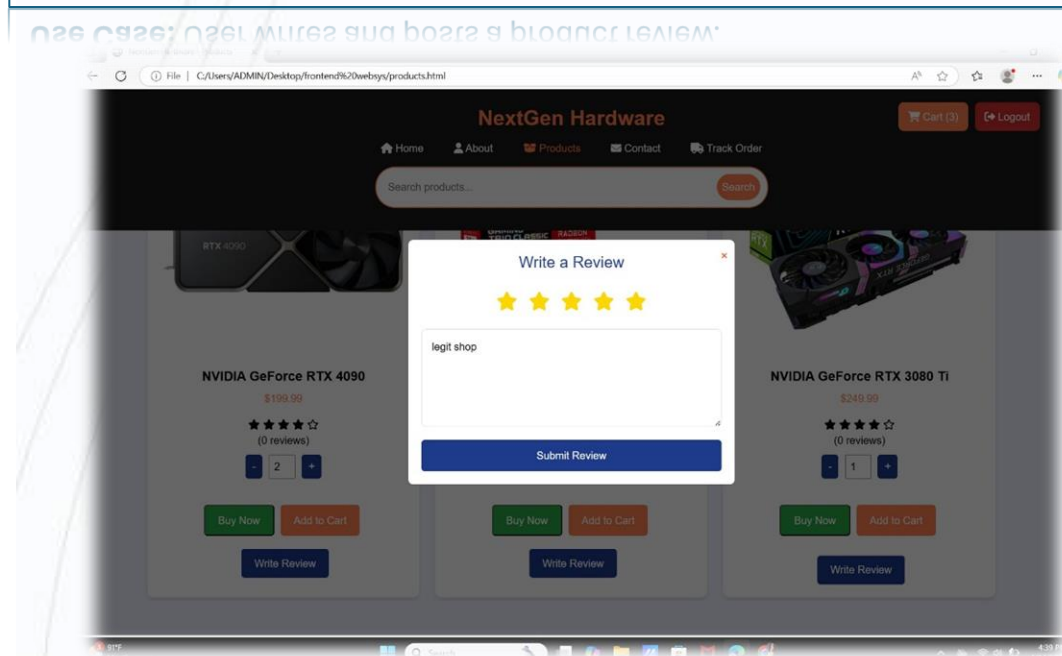 Use Case: User writes and posts a product review.
File | C:/Users/ADMIN/Desktop/frontend%20websys/products.html
NextGen Hardware
Cart (3) Logout
Home About Products Contact Track Order
Search products... Search
RTX 4090
RADEON
RTX
Write a Review
×
legit shop
Submit Review
NVIDIA GeForce RTX 4090
$199.99
(0 reviews)
- 2 +
Buy Now Add to Cart
Write Review
Buy Now Add to Cart
Write Review
NVIDIA GeForce RTX 3080 Ti
$249.99
(0 reviews)
- 1 +
Buy Now Add to Cart
Write Review
91°F
Search